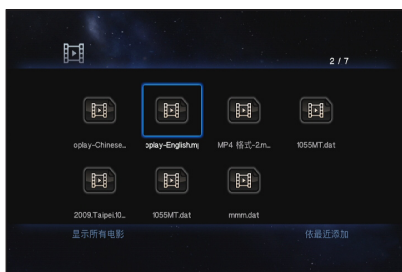 2 / 7
oplay-Chinese...
oplay-English.mp
MP4 格式-2.m...
1055MT.dat
2009.Taipei.10...
1055MT.dat
mmm.dat
显示所有电影
依最近添加